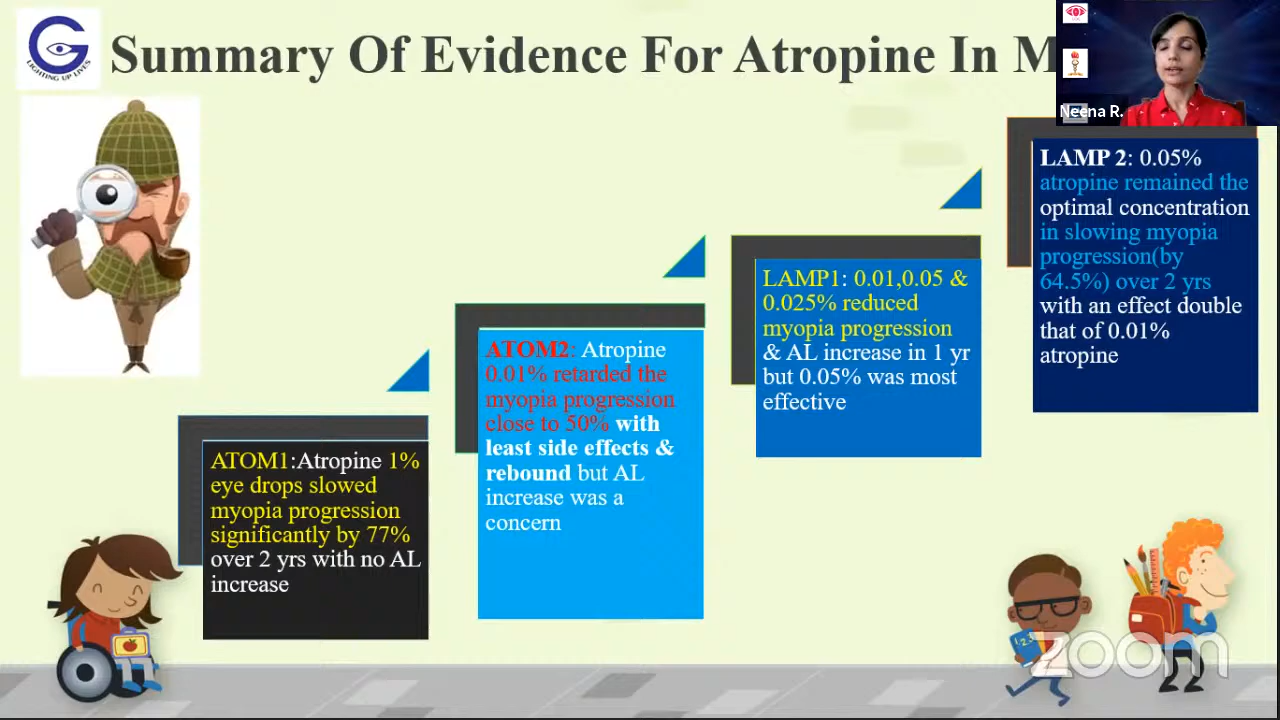 LIGHTING UP LIVES
Summary Of Evidence For Atropine In M
Neena R.
LAMP 2: 0.05%
atropine remained the
optimal concentration
in slowing myopia
progression(by
64.5%) over 2 yrs
with an effect double
that of 0.01%
atropine
LAMP1: 0.01,0.05 &
0.025% reduced
myopia progression
& AL increase in 1 yr
but 0.05% was most
effective
ATOM2: Atropine
0.01% retarded the
myopia progression
close to 50% with
least side effects &
rebound but AL
increase was a
concern
ATOM1:Atropine 1%
eye drops slowed
myopia progression
significantly by 77%
over 2 yrs with no AL
increase
1 2 3
zoom